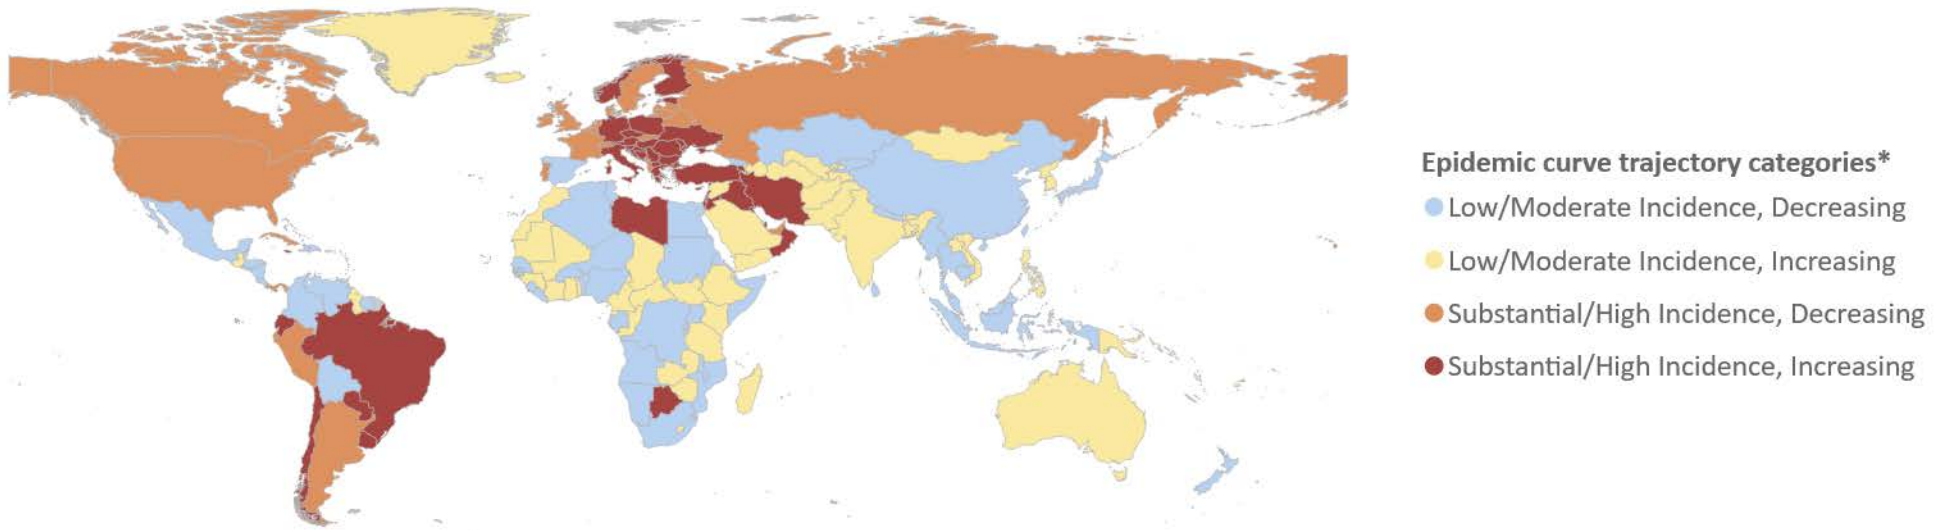 Epidemic curve trajectory categories*
Low/Moderate Incidence, Decreasing
Low/Moderate Incidence, Increasing
Substantial/High Incidence, Decreasing
Substantial/High Incidence, Increasing